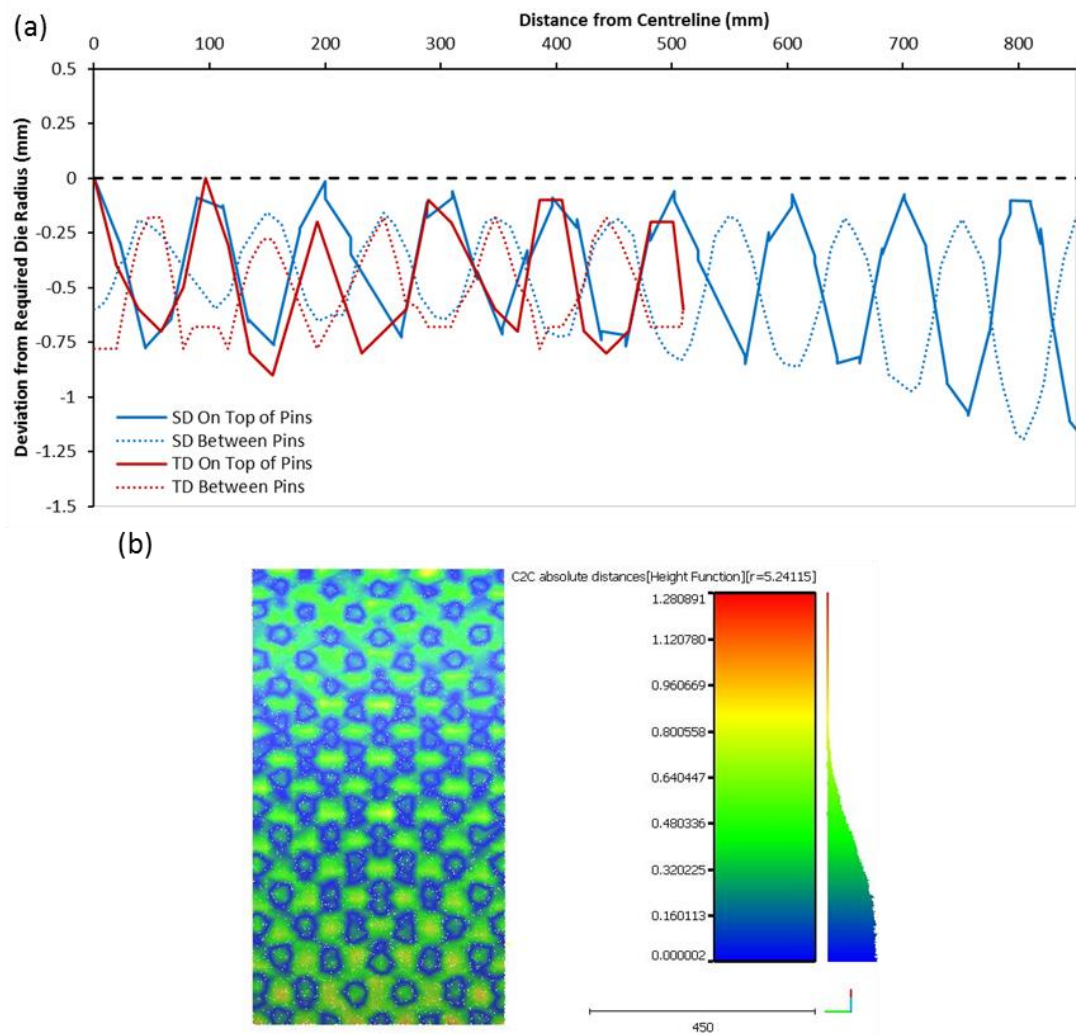 (a)
Distance from Centreline (mm)
0 100 200 300 400 500 600 700 800
Deviation from Required Die Radius (mm)
0.5
0.25
0
-0.25
-0.5
-0.75
-1
-1.25
-1.5
SD On Top of Pins
SD Between Pins
TD On Top of Pins
TD Between Pins
(b)
C2C absolute distances[Height Function][r=5.24115]
1.280891
1.120780
0.960669
0.800558
0.640447
0.480336
0.320225
0.160113
0.000002
450